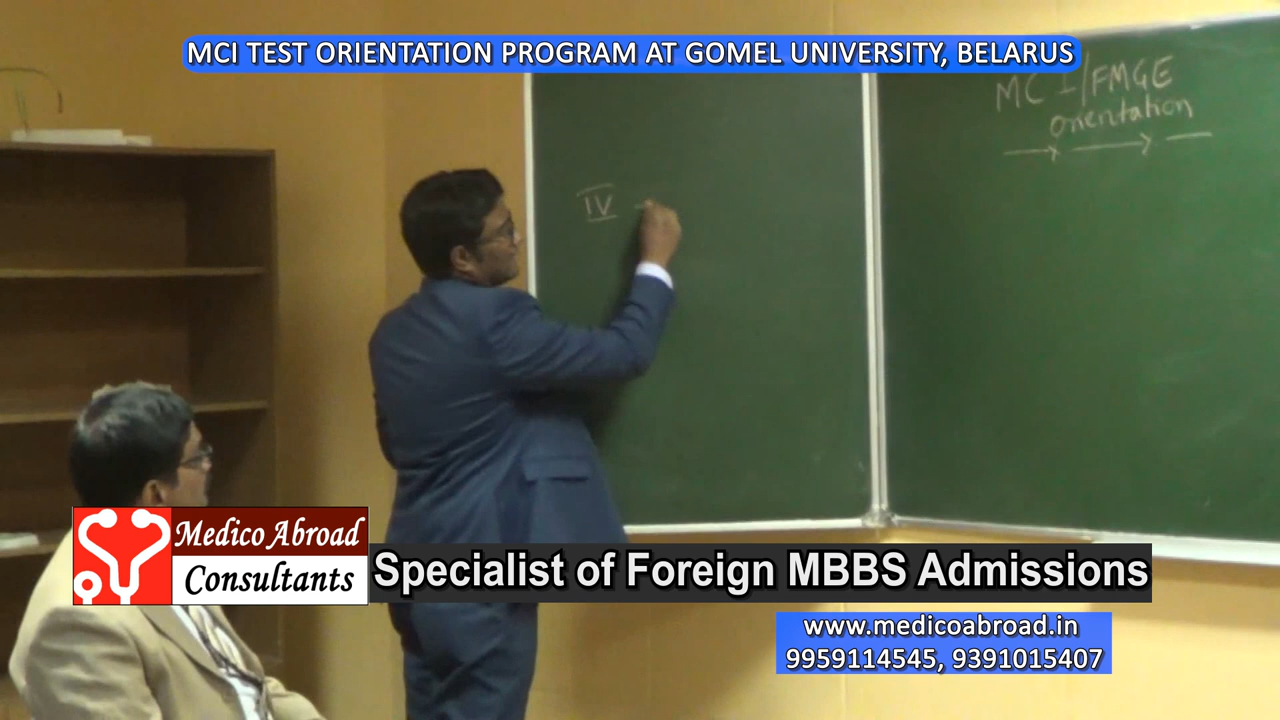 MCI TEST ORIENTATION PROGRAM AT GOMEL UNIVERSITY, BELARUS
MC I/FMGE
orientation
IV
Medico Abroad
Consultants
Specialist of Foreign MBBS Admissions
www.medicoabroad.in
9959114545, 9391015407